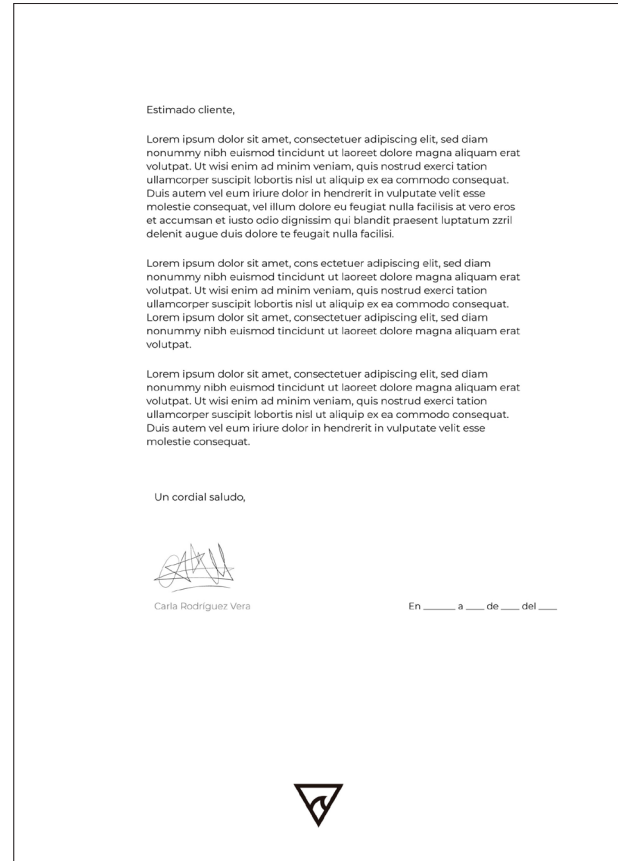 Estimado cliente,
Lorem ipsum dolor sit amet, consectetuer adipiscing elit, sed diam
nonummy nibh euismod tincidunt ut laoreet dolore magna aliquam erat
volutpat. Ut wisi enim ad minim veniam, quis nostrud exerci tation
ullamcorper suscipit lobortis nisl ut aliquip ex ea commodo consequat.
Duis autem vel eum iriure dolor in hendrerit in vulputate velit esse
molestie consequat, vel illum dolore eu feugiat nulla facilisis at vero eros
et accumsan et iusto odio dignissim qui blandit praesent luptatum zzril
delenit augue duis dolore te feugait nulla facilisi.
Lorem ipsum dolor sit amet, cons ectetuer adipiscing elit, sed diam
nonummy nibh euismod tincidunt ut laoreet dolore magna aliquam erat
volutpat. Ut wisi enim ad minim veniam, quis nostrud exerci tation
ullamcorper suscipit lobortis nisl ut aliquip ex ea commodo consequat.
Lorem ipsum dolor sit amet, consectetuer adipiscing elit, sed diam
nonummy nibh euismod tincidunt ut laoreet dolore magna aliquam erat
volutpat.
Lorem ipsum dolor sit amet, consectetuer adipiscing elit, sed diam
nonummy nibh euismod tincidunt ut laoreet dolore magna aliquam erat
volutpat. Ut wisi enim ad minim veniam, quis nostrud exerci tation
ullamcorper suscipit lobortis nisl ut aliquip ex ea commodo consequat.
Duis autem vel eum iriure dolor in hendrerit in vulputate velit esse
molestie consequat.
Un cordial saludo,
Carla Rodríguez Vera
En ______ a ___ de ___ del ___